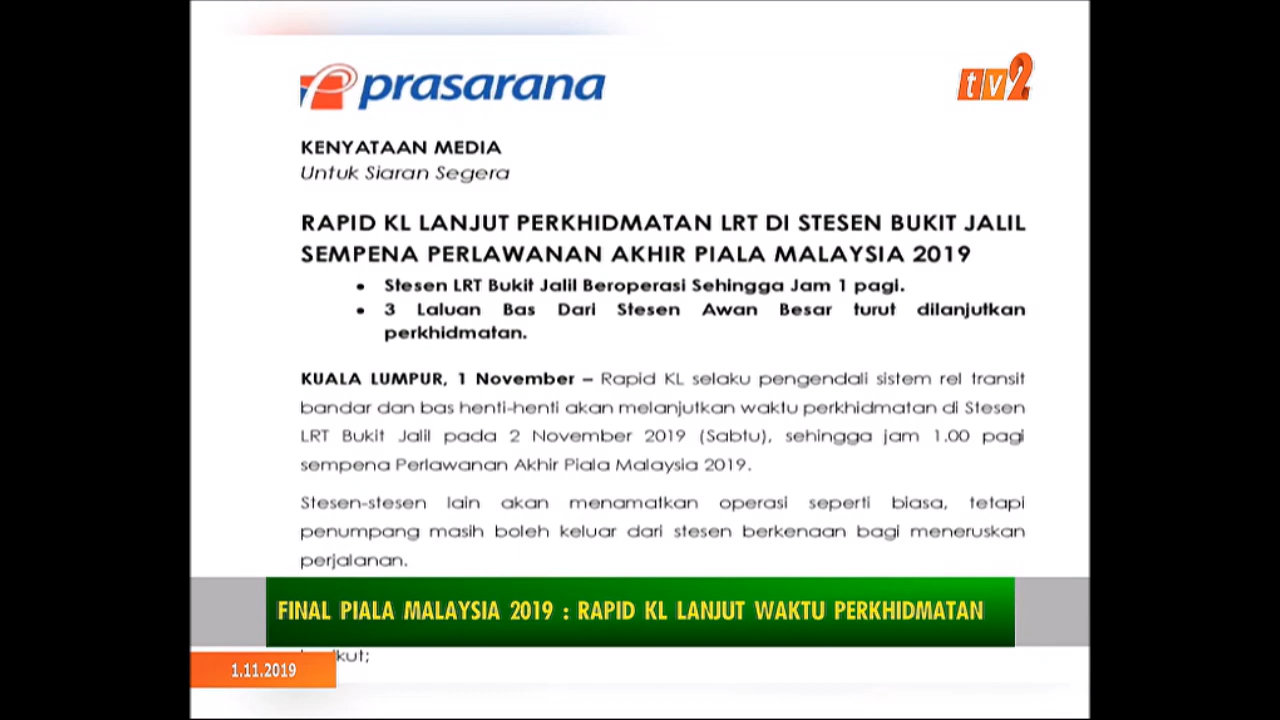 prasarana
tv2
KENYATAAN MEDIA
Untuk Siaran Segera
RAPID KL LANJUT PERKHIDMATAN LRT DI STESEN BUKIT JALIL
SEMPENA PERLAWANAN AKHIR PIALA MALAYSIA 2019
• Stesen LRT Bukit Jalil Beroperasi Sehingga Jam 1 pagi.
• 3 Laluan Bas Dari Stesen Awan Besar turut dilanjutkan
perkhidmatan.
KUALA LUMPUR, 1 November – Rapid KL selaku pengendali sistem rel transit
bandar dan bas henti-henti akan melanjutkan waktu perkhidmatan di Stesen
LRT Bukit Jalil pada 2 November 2019 (Sabtu), sehingga jam 1.00 pagi
sempena Perlawanan Akhir Piala Malaysia 2019.
Stesen-stesen lain akan menamatkan operasi seperti biasa, tetapi
penumpang masih boleh keluar dari stesen berkenaan bagi meneruskan
perjalanan.
FINAL PIALA MALAYSIA 2019 : RAPID KL LANJUT WAKTU PERKHIDMATAN
1.11.2019